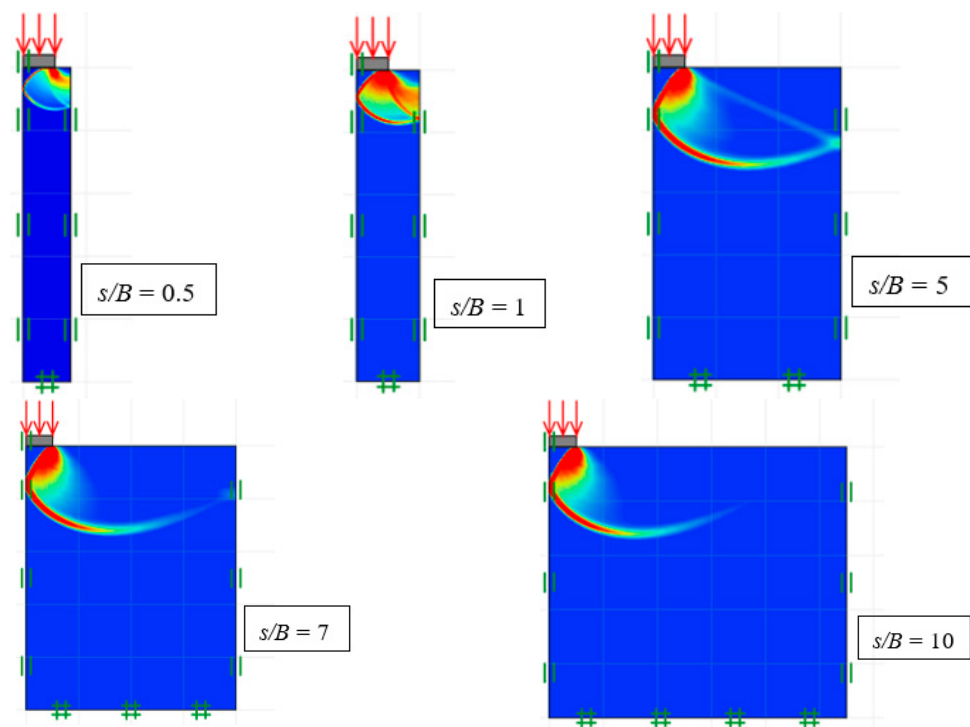 s/B = 0.5
s/B = 1
s/B = 5
s/B = 7
s/B = 10